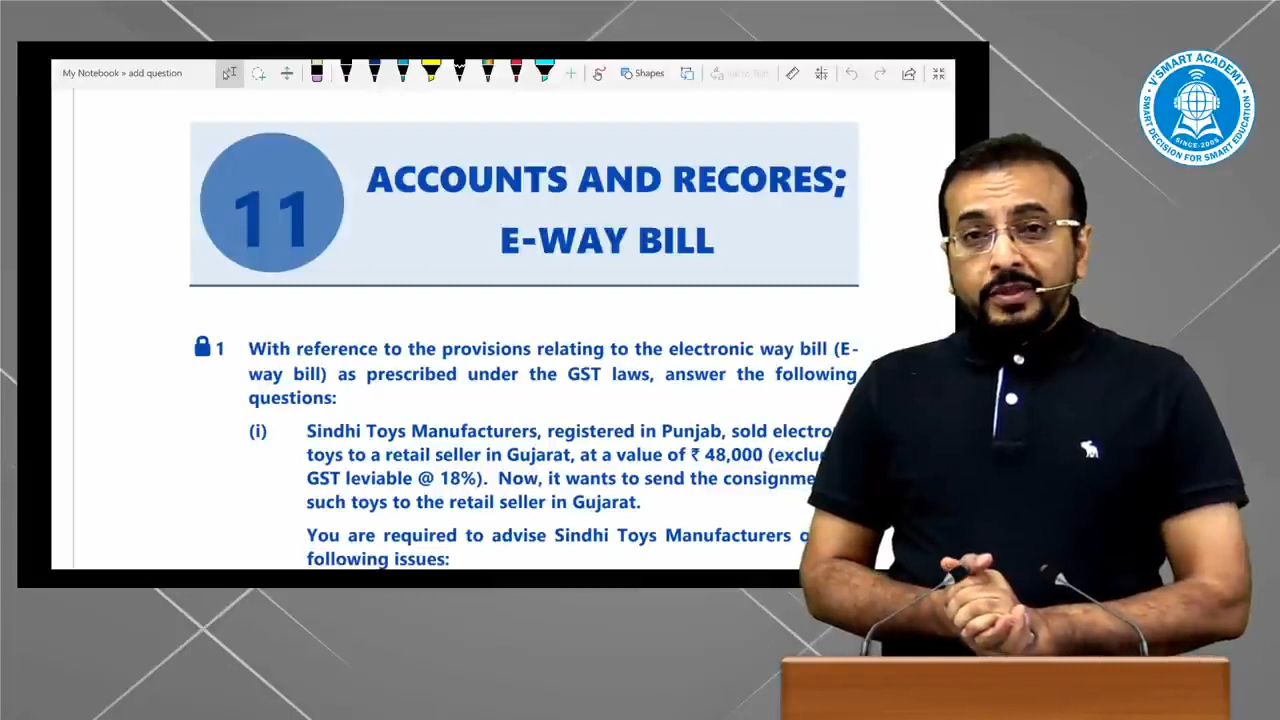 My Notebook » add question
Shapes
11
ACCOUNTS AND RECORES;
E-WAY BILL
1 With reference to the provisions relating to the electronic way bill (E-
way bill) as prescribed under the GST laws, answer the following
questions:
(i) Sindhi Toys Manufacturers, registered in Punjab, sold
toys to a retail seller in Gujarat, at a value of ₹ 48,000
GST leviable @ 18%). Now, it wants to send the
such toys to the retail seller in Gujarat.
You are required to advise Sindhi Toys Manufacturers
following issues:
V'SMART ACADEMY
SMART DECISION FOR SMART EDUCATION
SINCE-2005